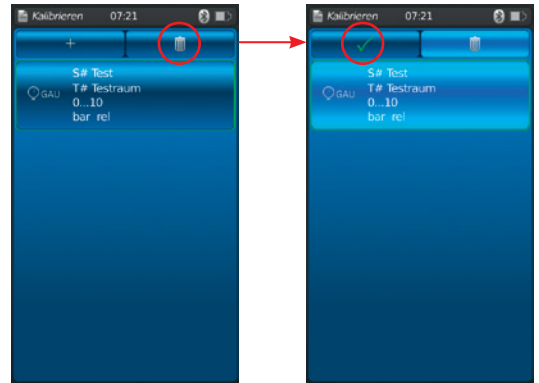 Kalibrieren 07:21
+
S# Test
GAU
T# Testraum
0...10
bar rel
Kalibrieren 07:21
S# Test
GAU
T# Testraum
0...10
bar rel